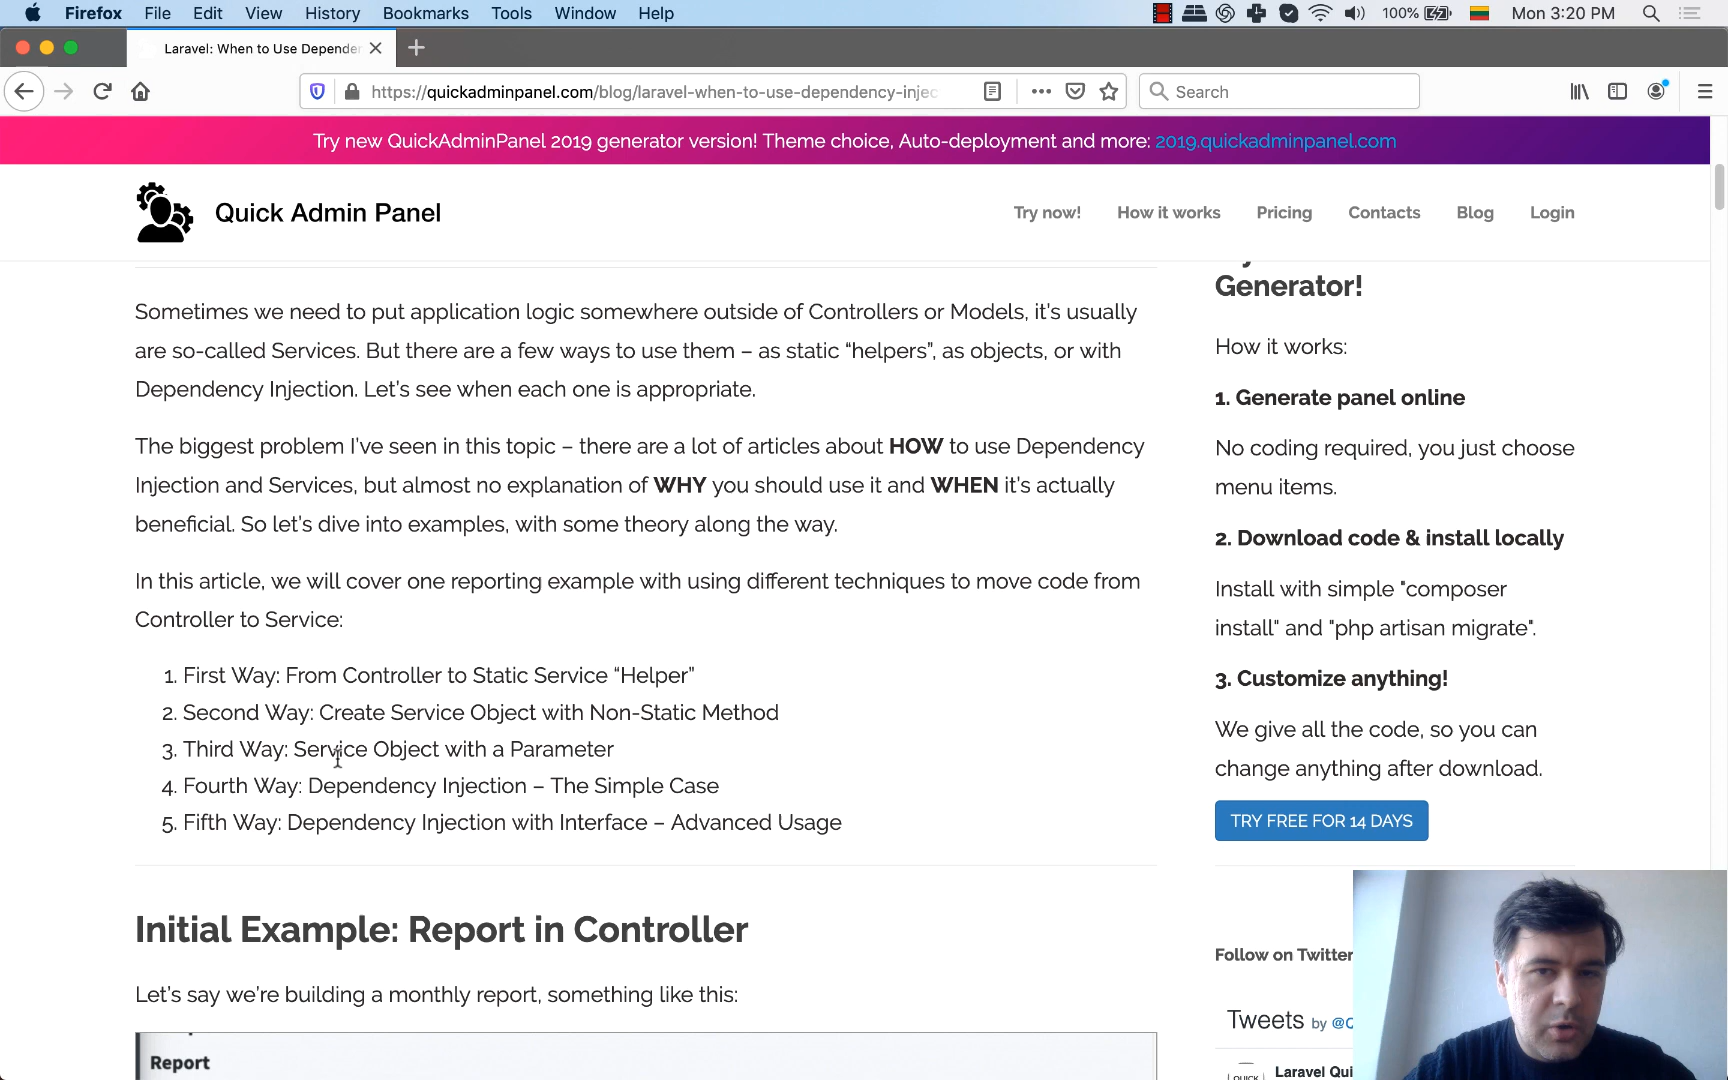 Firefox File Edit View History Bookmarks Tools Window Help 100% Mon 3:20 PM
Laravel: When to Use Depende
https://quickadminpanel.com/blog/laravel-when-to-use-dependency-injec Search
Try new QuickAdminPanel 2019 generator version! Theme choice, Auto-deployment and more: 2019.quickadminpanel.com
Quick Admin Panel Try now! How it works Pricing Contacts Blog Login
Sometimes we need to put application logic somewhere outside of Controllers or Models, it's usually
are so-called Services. But there are a few ways to use them – as static “helpers”, as objects, or with
Dependency Injection. Let’s see when each one is appropriate.
The biggest problem I’ve seen in this topic – there are a lot of articles about HOW to use Dependency
Injection and Services, but almost no explanation of WHY you should use it and WHEN it’s actually
beneficial. So let’s dive into examples, with some theory along the way.
In this article, we will cover one reporting example with using different techniques to move code from
Controller to Service:
1. First Way: From Controller to Static Service “Helper”
2. Second Way: Create Service Object with Non-Static Method
3. Third Way: Service Object with a Parameter
4. Fourth Way: Dependency Injection – The Simple Case
5. Fifth Way: Dependency Injection with Interface – Advanced Usage
Initial Example: Report in Controller
Let’s say we’re building a monthly report, something like this:
Report
Generator!
How it works:
1. Generate panel online
No coding required, you just choose
menu items.
2. Download code & install locally
Install with simple "composer
install" and "php artisan migrate".
3. Customize anything!
We give all the code, so you can
change anything after download.
TRY FREE FOR 14 DAYS
Follow on Twitter
Tweets by @Q
Laravel Qui
QUICK